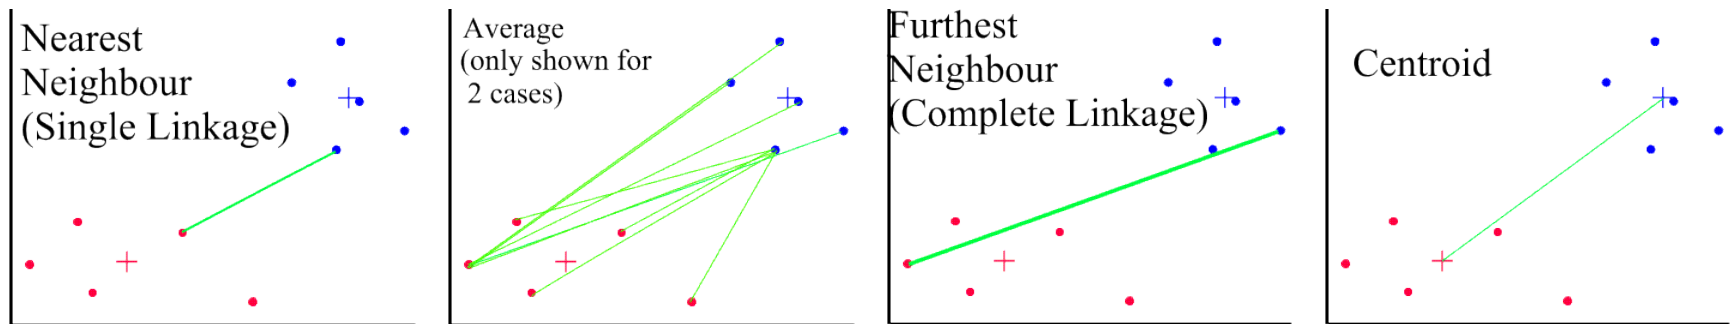 Nearest
Neighbour
(Single Linkage)
Average
(only shown for
2 cases)
Furthest
Neighbour
(Complete Linkage)
Centroid